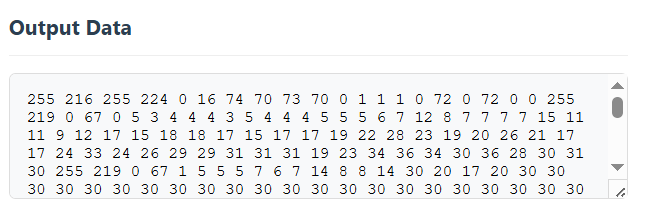 Output Data
255 216 255 224 0 16 74 70 73 70 0 1 1 1 0 72 0 72 0 0 255
219 0 67 0 5 3 4 4 4 3 5 4 4 4 5 5 5 6 7 12 8 7 7 7 7 15 11
11 9 12 17 15 18 18 17 15 17 17 19 22 28 23 19 20 26 21 17
17 24 33 24 26 29 29 31 31 31 19 23 34 36 34 30 36 28 30 31
30 255 219 0 67 1 5 5 5 7 6 7 14 8 8 14 30 20 17 20 30 30
30 30 30 30 30 30 30 30 30 30 30 30 30 30 30 30 30 30 30